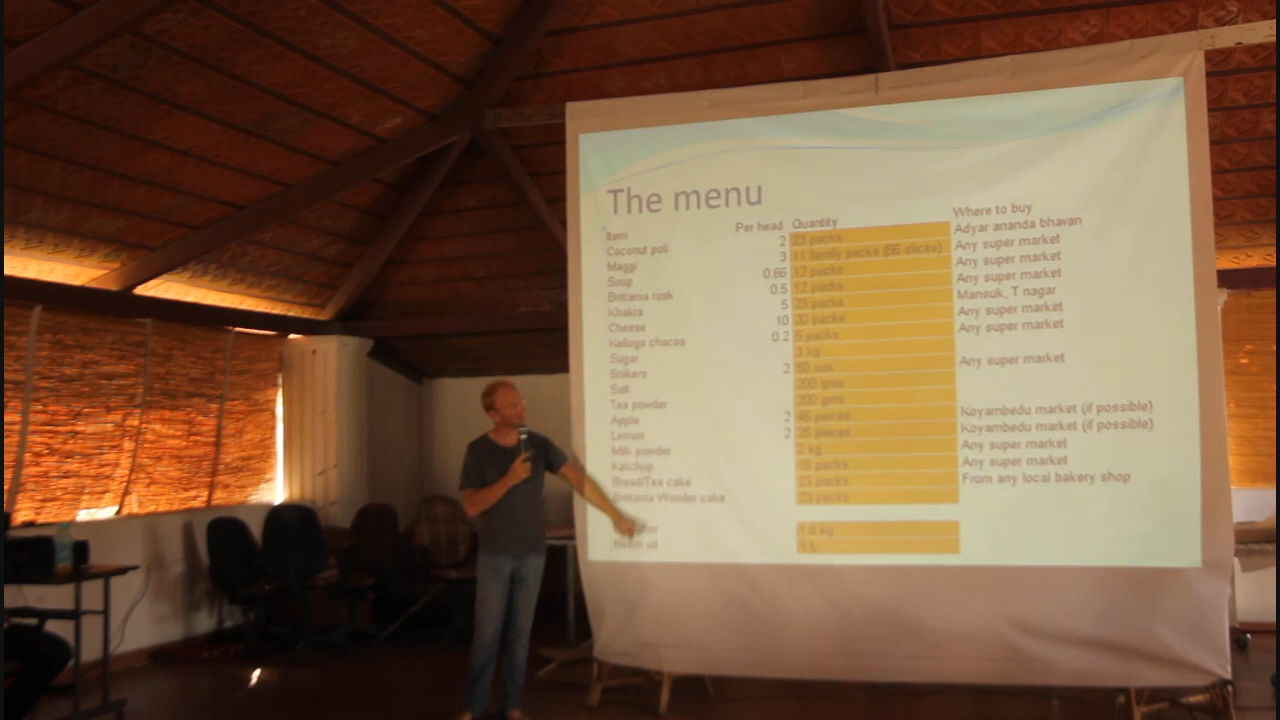 The menu
Item Per head Quantity Where to buy
Coconut poli 2 23 packs Adyar ananda bhavan
Maggi 3 11 family packs (66 slices) Any super market
Soup 0.66 12 packs Any super market
Brittania rusk 0.5 12 packs Any super market
Khakra 5 23 packs Mansuk, T nagar
Cheese 10 20 packs Any super market
Kellogs chacos 0.2 5 packs Any super market
Sugar 3 kg
Snikers 2 50 nos Any super market
Salt 200 gms
Tea powder 200 gms
Apple 2 46 pieces Koyambedu market (if possible)
Lemon 2 25 pieces Koyambedu market (if possible)
Milk powder 2 kg Any super market
Ketchup 10 packs Any super market
Bread/Tea cake 23 packs From any local bakery shop
Brittania Wonder cake 23 packs
kg
oil 1 L